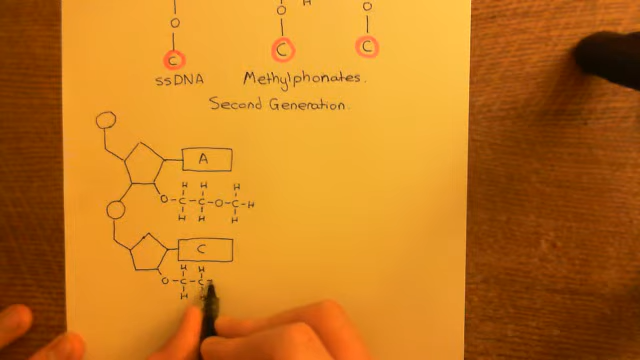 H
O O O
C C C
ssDNA Methylphonates.
Second Generation.
A
H H H
O-C-C-O-C-H
H H H
C
H H
O-C-C
H